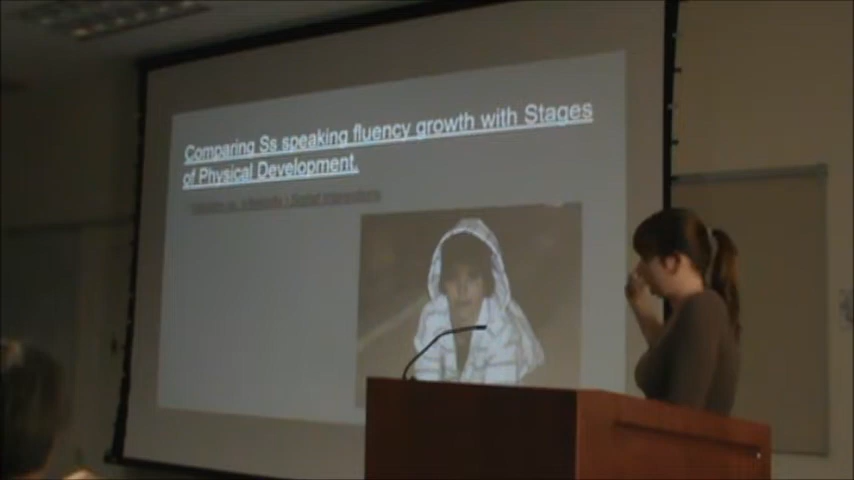 Comparing Ss speaking fluency growth with Stages
of Physical Development.